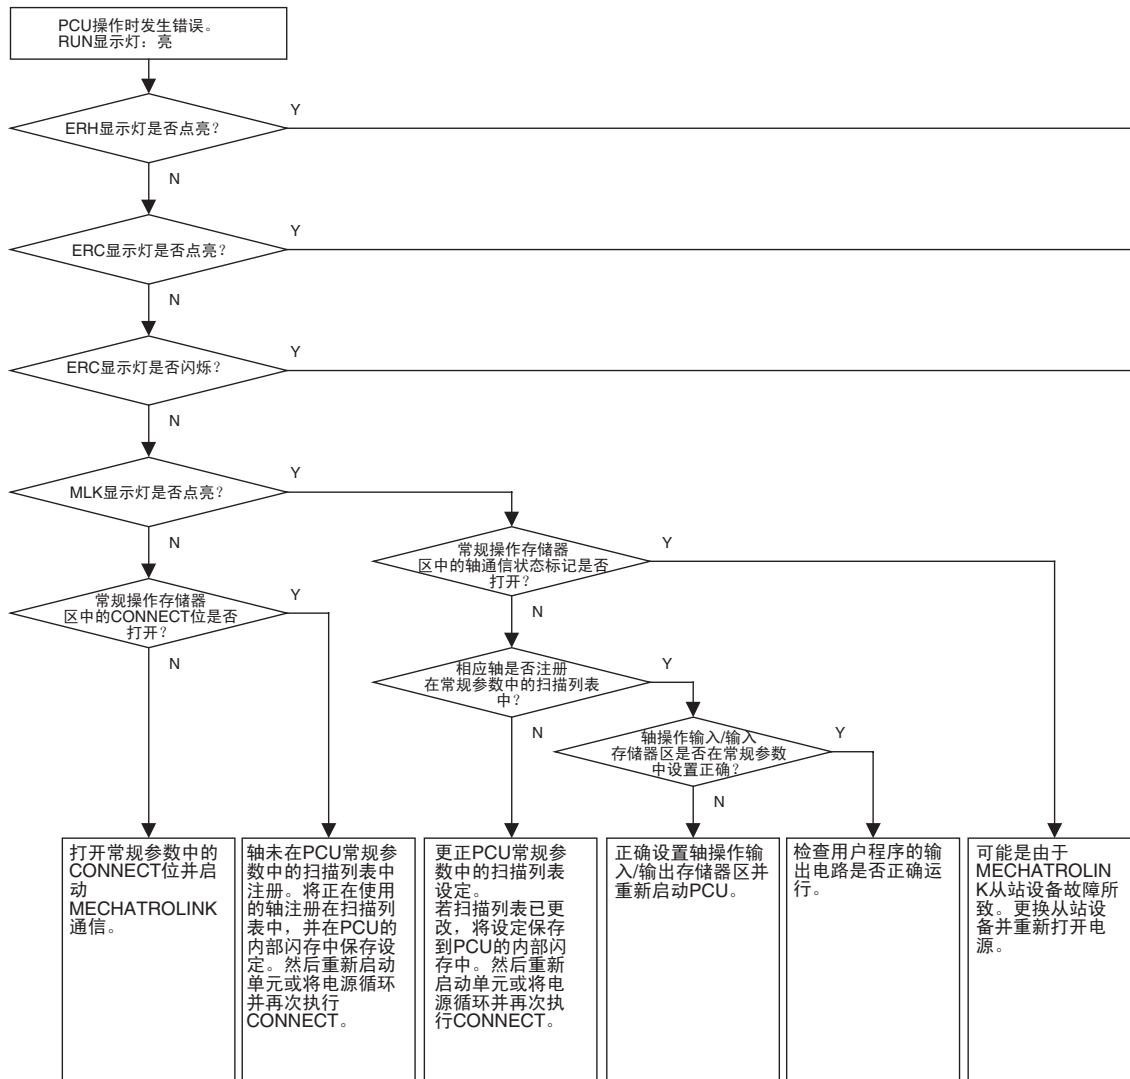 PCU操作时发生错误。
RUN显示灯：亮
Y
ERH显示灯是否点亮？
N
Y
ERC显示灯是否点亮？
N
Y
ERC显示灯是否闪烁？
N
Y
MLK显示灯是否点亮？
N
Y
常规操作存储器
区中的轴通信状态标记是否
打开？
N
Y
常规操作存储器
区中的CONNECT位是否
打开？
N
Y
相应轴是否注册
在常规参数中的扫描列表
中？
N
Y
轴操作输入/输入
存储器区是否在常规参数
中设置正确？
N
打开常规参数中的
CONNECT位并启
动
MECHATROLINK
通信。
轴未在PCU常规参
数中的扫描列表中
注册。将正在使用
的轴注册在扫描列
表中，并在PCU的
内部闪存中保存设
定。然后重新启动
单元或将电源循环
并再次执行
CONNECT。
更正PCU常规参
数中的扫描列表
设定。
若扫描列表已更
改，将设定保存
到PCU的内部闪
存中。然后重新
启动单元或将电
源循环并再次执
行CONNECT。
正确设置轴操作输
入/输出存储器区并
重新启动PCU。
检查用户程序的输
出电路是否正确运
行。
可能是由于
MECHATROLIN
K从站设备故障所
致。更换从站设
备并重新打开电
源。